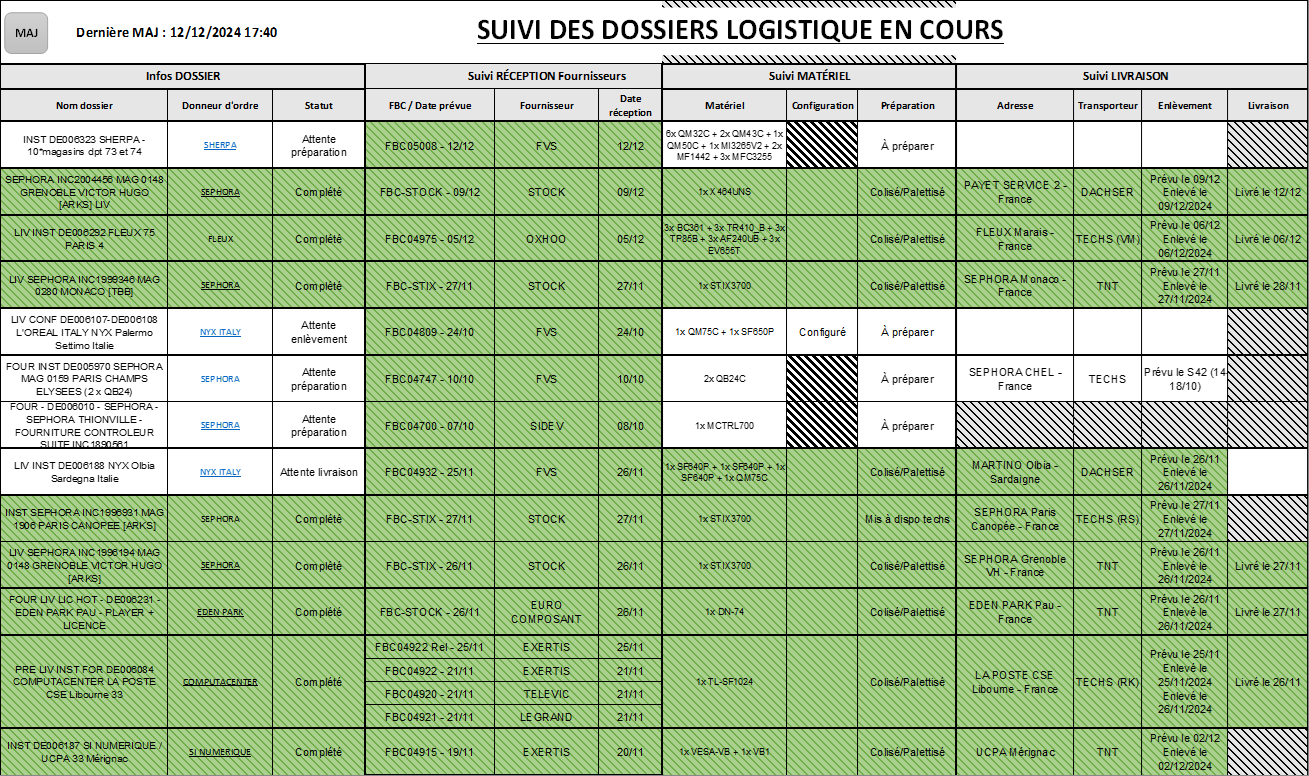 MAJ
Dernière MAJ : 12/12/2024 17:40
SUIVI DES DOSSIERS LOGISTIQUE EN COURS
Infos DOSSIER
Suivi RÉCEPTION Fournisseurs
Suivi MATÉRIEL
Suivi LIVRAISON
Nom dossier
Donneur d'ordre
Statut
FBC / Date prévue
Fournisseur
Date
réception
Matériel
Configuration
Préparation
Adresse
Transporteur
Enlèvement
Livraison
INST DE006323 SHERPA -
10*magasins dpt 73 et 74
SHERPA
Attente
préparation
FBC05008 - 12/12
FVS
12/12
6x QM32C + 2x QM43C + 1x
QM50C + 1x MI3265V2 + 2x
MF1442 + 3x MFC3255
À préparer
SEPHORA INC2004456 MAG 0148
GRENOBLE VICTOR HUGO
[ARKS] LIV
SEPHORA
Complété
FBC-STOCK - 09/12
STOCK
09/12
1x X464UNS
Colisé/Palettisé
PAYET SERVICE 2 -
France
DACHSER
Prévu le 09/12
Enlevé le
09/12/2024
Livré le 12/12
LIV INST DE006292 FLEUX 75
PARIS 4
FLEUX
Complété
FBC04975 - 05/12
OXHOO
05/12
3x BC361 + 3x TR410_B + 3x
TP85B + 3x AF240UB + 3x
EV655T
Colisé/Palettisé
FLEUX Marais -
France
TECHS (VM)
Prévu le 06/12
Enlevé le
06/12/2024
Livré le 06/12
LIV SEPHORA INC1999346 MAG
0280 MONACO [TBB]
SEPHORA
Complété
FBC-STIX - 27/11
STOCK
27/11
1x STIX3700
Colisé/Palettisé
SEPHORA Monaco -
France
TNT
Prévu le 27/11
Enlevé le
27/11/2024
Livré le 28/11
LIV CONF DE006107-DE006108
L'OREAL ITALY NYX Palermo
Settimo Italie
NYX ITALY
Attente
enlèvement
FBC04809 - 24/10
FVS
24/10
1x QM75C + 1x SF650P
Configuré
À préparer
FOUR INST DE005970 SEPHORA
MAG 0159 PARIS CHAMPS
ELYSEES (2 x QB24)
SEPHORA
Attente
préparation
FBC04747 - 10/10
FVS
10/10
2x QB24C
À préparer
SEPHORA CHEL -
France
TECHS
Prévu le S42 (14-
18/10)
FOUR - DE006010 - SEPHORA -
SEPHORA THIONVILLE -
FOURNITURE CONTROLEUR
SUITE INC1890561
SEPHORA
Attente
préparation
FBC04700 - 07/10
SIDEV
08/10
1x MCTRL700
À préparer
LIV INST DE006188 NYX Olbia
Sardegna Italie
NYX ITALY
Attente livraison
FBC04932 - 25/11
FVS
26/11
1x SF640P + 1x SF640P + 1x
SF640P + 1x QM75C
Colisé/Palettisé
MARTINO Olbia -
Sardaigne
DACHSER
Prévu le 26/11
Enlevé le
26/11/2024
INST SEPHORA INC1996931 MAG
1906 PARIS CANOPEE [ARKS]
SEPHORA
Complété
FBC-STIX - 27/11
STOCK
27/11
1x STIX3700
Mis à dispo techs
SEPHORA Paris
Canopée - France
TECHS (RS)
Prévu le 27/11
Enlevé le
27/11/2024
LIV SEPHORA INC1996194 MAG
0148 GRENOBLE VICTOR HUGO
[ARKS]
SEPHORA
Complété
FBC-STIX - 26/11
STOCK
26/11
1x STIX3700
Colisé/Palettisé
SEPHORA Grenoble
VH - France
TNT
Prévu le 26/11
Enlevé le
26/11/2024
Livré le 27/11
FOUR LIV LIC HOT - DE006231 -
EDEN PARK PAU - PLAYER +
LICENCE
EDEN PARK
Complété
FBC-STOCK - 26/11
EURO
COMPOSANT
26/11
1x DN-74
Colisé/Palettisé
EDEN PARK Pau -
France
TNT
Prévu le 26/11
Enlevé le
26/11/2024
Livré le 27/11
PRE LIV INST FOR DE006084
COMPUTACENTER LA POSTE
CSE Libourne 33
COMPUTACENTER
Complété
FBC04922 Rel - 25/11
EXERTIS
25/11
FBC04922 - 21/11
EXERTIS
21/11
FBC04920 - 21/11
TELEVIC
21/11
FBC04921 - 21/11
LEGRAND
21/11
1x TL-SF1024
Colisé/Palettisé
LA POSTE CSE
Libourne - France
TECHS (RK)
Prévu le 25/11
Enlevé le
25/11/2024
Enlevé le
26/11/2024
Livré le 26/11
INST DE006187 SI NUMERIQUE /
UCPA 33 Mérignac
SI NUMERIQUE
Complété
FBC04915 - 19/11
EXERTIS
20/11
1x VESA-VB + 1x VB1
Colisé/Palettisé
UCPA Mérignac
TNT
Prévu le 02/12
Enlevé le
02/12/2024